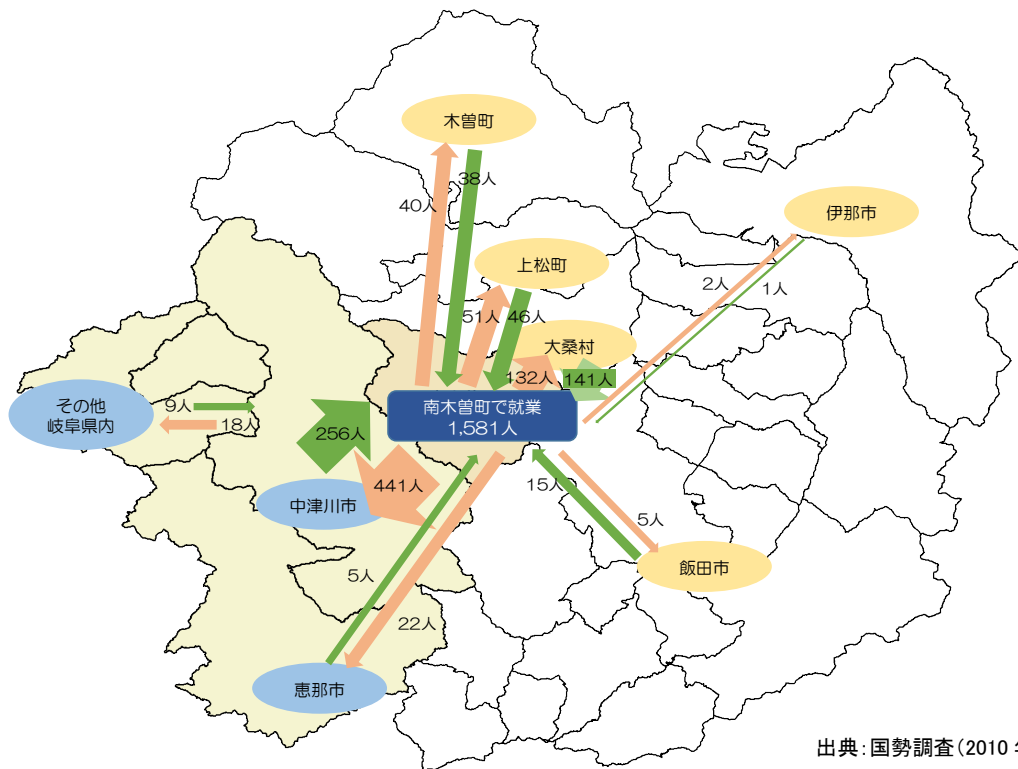 木曽町
38人
40人
伊那市
上松町
2人
1人
51人
46人
大桑村
132人
141人
南木曽町で就業
1,581人
その他
岐阜県内
9人
18人
256人
441人
中津川市
15人
5人
飯田市
5人
22人
恵那市
出典：国勢調査（2010